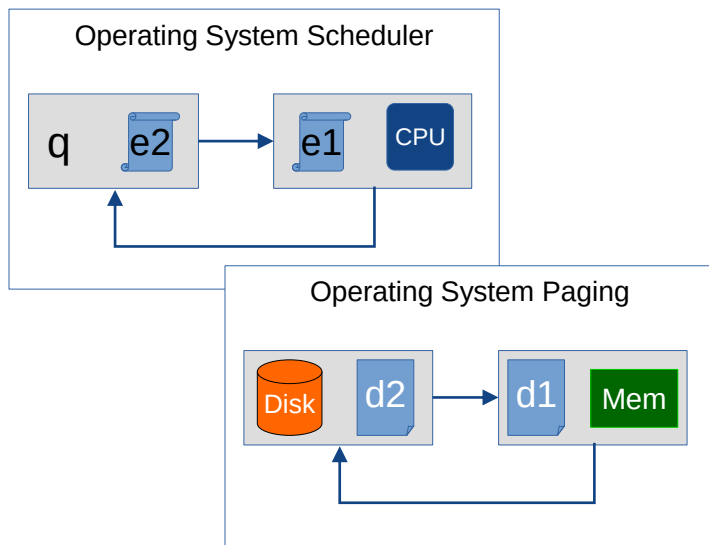 Operating System Scheduler
q e2 e1 CPU
Operating System Paging
Disk d2 d1 Mem